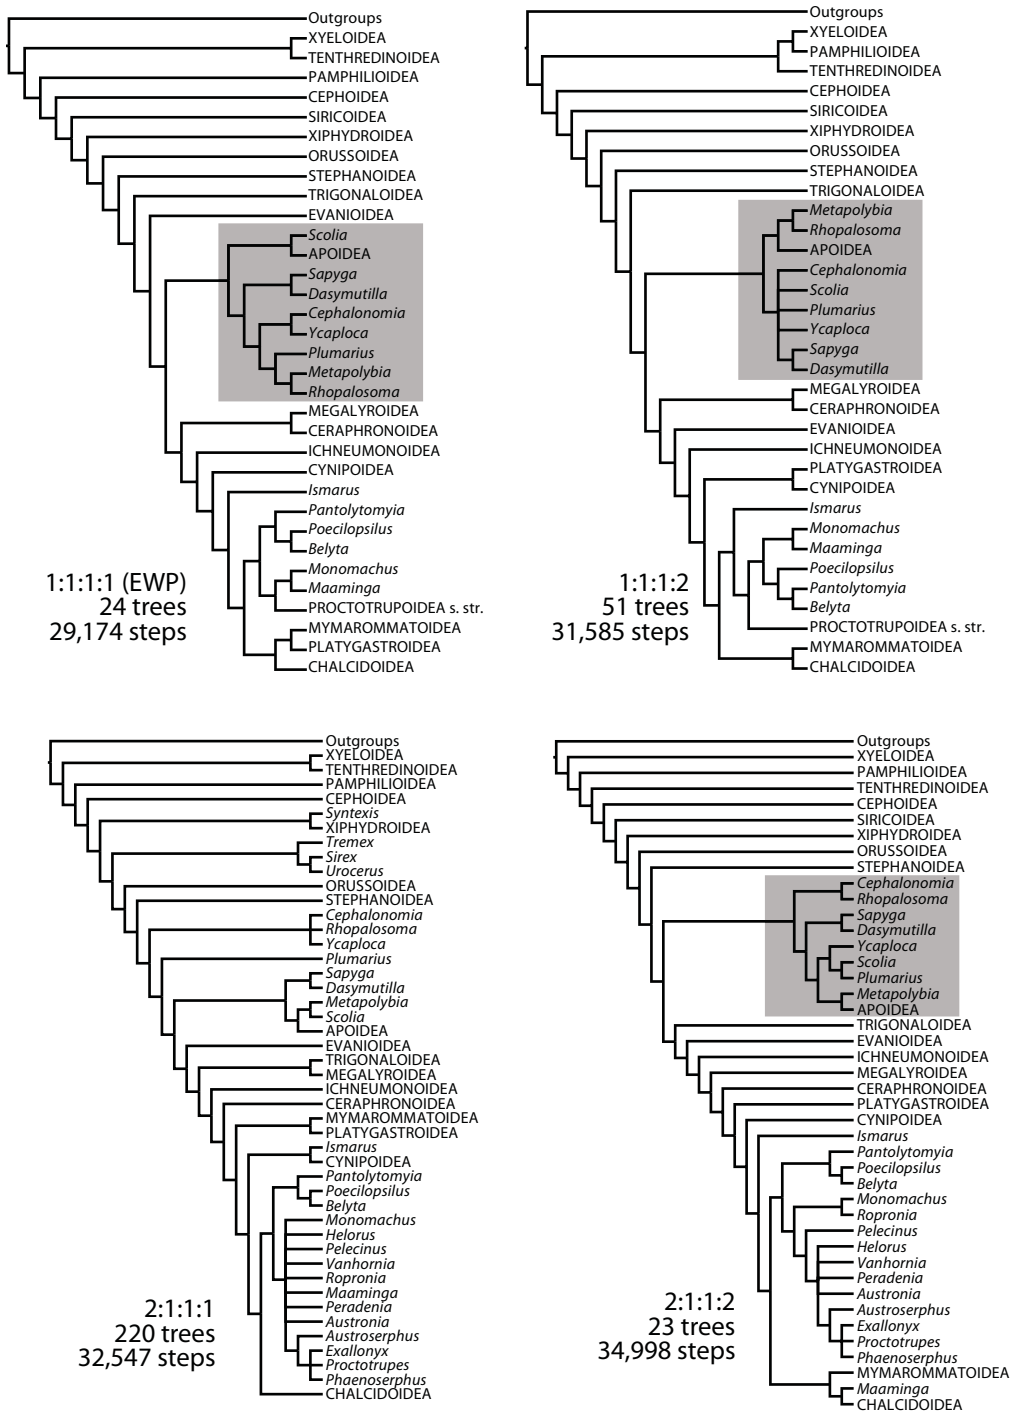 Outgroups
XYELOIDEA
TENTHREDINOIDEA
PAMPHILIOIDEA
CEPHOIDEA
SIRICOIDEA
XIPHYDROIDEA
ORUSSOIDEA
STEPHANOIDEA
TRIGONALOIDEA
EVANIOIDEA
Scolia
APOIDEA
Sapyga
Dasymutilla
Cephalonomia
Ycaploca
Plumarius
Metapolybia
Rhopalosoma
MEGALYROIDEA
CERAPHRONOIDEA
ICHNEUMONOIDEA
CYNIPOIDEA
Ismarus
Pantolytomyia
Poecilopsilus
Belyta
Monomachus
Maaminga
PROCTOTRUPOIDEA s. str.
MYMAROMMATOIDEA
PLATYGASTROIDEA
CHALCIDOIDEA
1:1:1:1 (EWP)
24 trees
29,174 steps
Outgroups
XYELOIDEA
PAMPHILIOIDEA
TENTHREDINOIDEA
CEPHOIDEA
SIRICOIDEA
XIPHYDROIDEA
ORUSSOIDEA
STEPHANOIDEA
TRIGONALOIDEA
Metapolybia
Rhopalosoma
APOIDEA
Cephalonomia
Scolia
Plumarius
Ycaploca
Sapyga
Dasymutilla
MEGALYROIDEA
CERAPHRONOIDEA
EVANIOIDEA
ICHNEUMONOIDEA
PLATYGASTROIDEA
CYNIPOIDEA
Ismarus
Monomachus
Maaminga
Poecilopsilus
Pantolytomyia
Belyta
PROCTOTRUPOIDEA s. str.
MYMAROMMATOIDEA
CHALCIDOIDEA
1:1:1:2
51 trees
31,585 steps
Outgroups
XYELOIDEA
TENTHREDINOIDEA
PAMPHILIOIDEA
CEPHOIDEA
Syntexis
XIPHYDROIDEA
Tremex
Sirex
Urocerus
ORUSSOIDEA
STEPHANOIDEA
Cephalonomia
Rhopalosoma
Ycaploca
Plumarius
Sapyga
Dasymutilla
Metapolybia
Scolia
APOIDEA
EVANIOIDEA
TRIGONALOIDEA
MEGALYROIDEA
ICHNEUMONOIDEA
CERAPHRONOIDEA
MYMAROMMATOIDEA
PLATYGASTROIDEA
Ismarus
CYNIPOIDEA
Pantolytomyia
Poecilopsilus
Belyta
Monomachus
Helorus
Pelecinus
Vanhornia
Ropronia
Maaminga
Peradenia
Austronia
Austroserphus
Exallonyx
Proctotrupes
Phaenoserphus
CHALCIDOIDEA
2:1:1:1
220 trees
32,547 steps
Outgroups
XYELOIDEA
PAMPHILIOIDEA
TENTHREDINOIDEA
CEPHOIDEA
SIRICOIDEA
XIPHYDROIDEA
ORUSSOIDEA
STEPHANOIDEA
Cephalonomia
Rhopalosoma
Sapyga
Dasymutilla
Ycaploca
Scolia
Plumarius
Metapolybia
APOIDEA
TRIGONALOIDEA
EVANIOIDEA
ICHNEUMONOIDEA
MEGALYROIDEA
CERAPHRONOIDEA
PLATYGASTROIDEA
CYNIPOIDEA
Ismarus
Pantolytomyia
Poecilopsilus
Belyta
Monomachus
Ropronia
Pelecinus
Helorus
Vanhornia
Peradenia
Austronia
Austroserphus
Exallonyx
Proctotrupes
Phaenoserphus
MYMAROMMATOIDEA
Maaminga
CHALCIDOIDEA
2:1:1:2
23 trees
34,998 steps